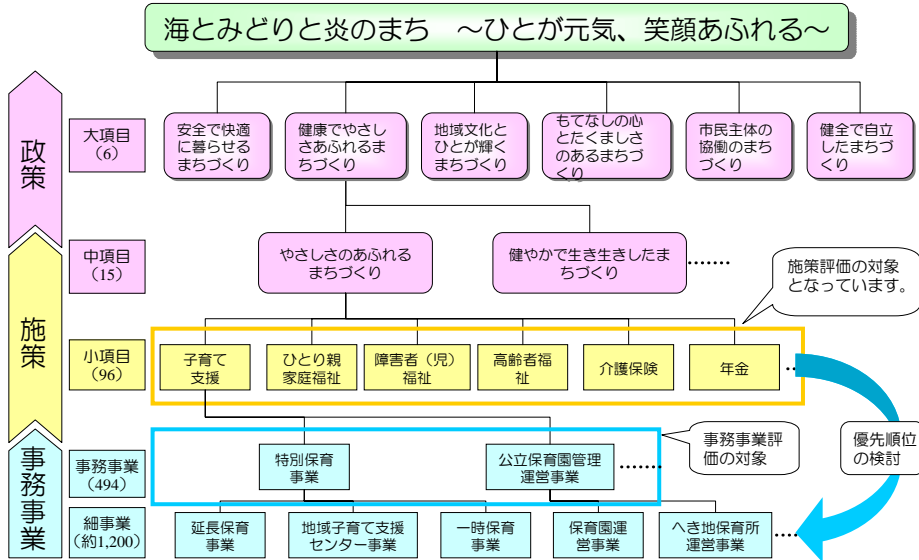 海とみどりと炎のまち　～ひとが元気、笑顔あふれる～
政策
大項目
(6)
安全で快適
に暮らせる
まちづくり
健康でやさし
さあふれるま
ちづくり
地域文化と
ひとが輝く
まちづくり
もてなしの心
とたくましさ
のあるまちづ
くり
市民主体の
協働のまち
づくり
健全で自立
したまちづ
くり
中項目
(15)
やさしさのあふれる
まちづくり
健やかで生き生きしたま
ちづくり
・・・・・・・
施策評価の対象
となっています。
施策
小項目
(96)
子育て
支援
ひとり親
家庭福祉
障害者（児）
福祉
高齢者福
祉
介護保険
年金
・・・
事務事業評
価の対象
優先順位
の検討
事務事業
事務事業
(494)
特別保育
事業
公立保育園管理
運営事業
・・・・・・
細事業
(約1,200)
延長保育
事業
地域子育て支援
センター事業
一時保育
事業
保育園運
営事業
へき地保育所
運営事業
・・・・